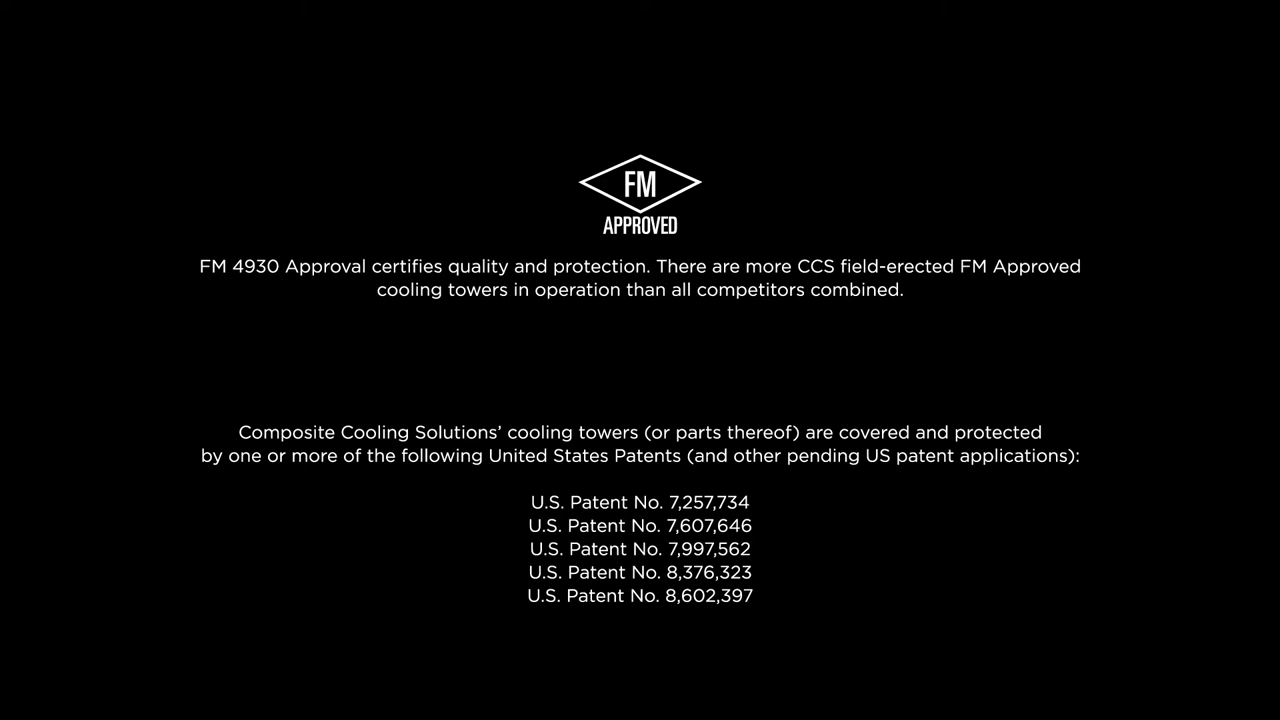 FM
APPROVED
FM 4930 Approval certifies quality and protection. There are more CCS field-erected FM Approved
cooling towers in operation than all competitors combined.
Composite Cooling Solutions’ cooling towers (or parts thereof) are covered and protected
by one or more of the following United States Patents (and other pending US patent applications):
U.S. Patent No. 7,257,734
U.S. Patent No. 7,607,646
U.S. Patent No. 7,997,562
U.S. Patent No. 8,376,323
U.S. Patent No. 8,602,397